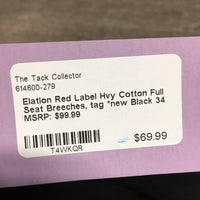 The Tack Collector
614600-279
Elation Red Label Hvy Cotton Full
Seat Breeches, tag *new Black 34
MSRP: $99.99
T4WKQR
$69.99